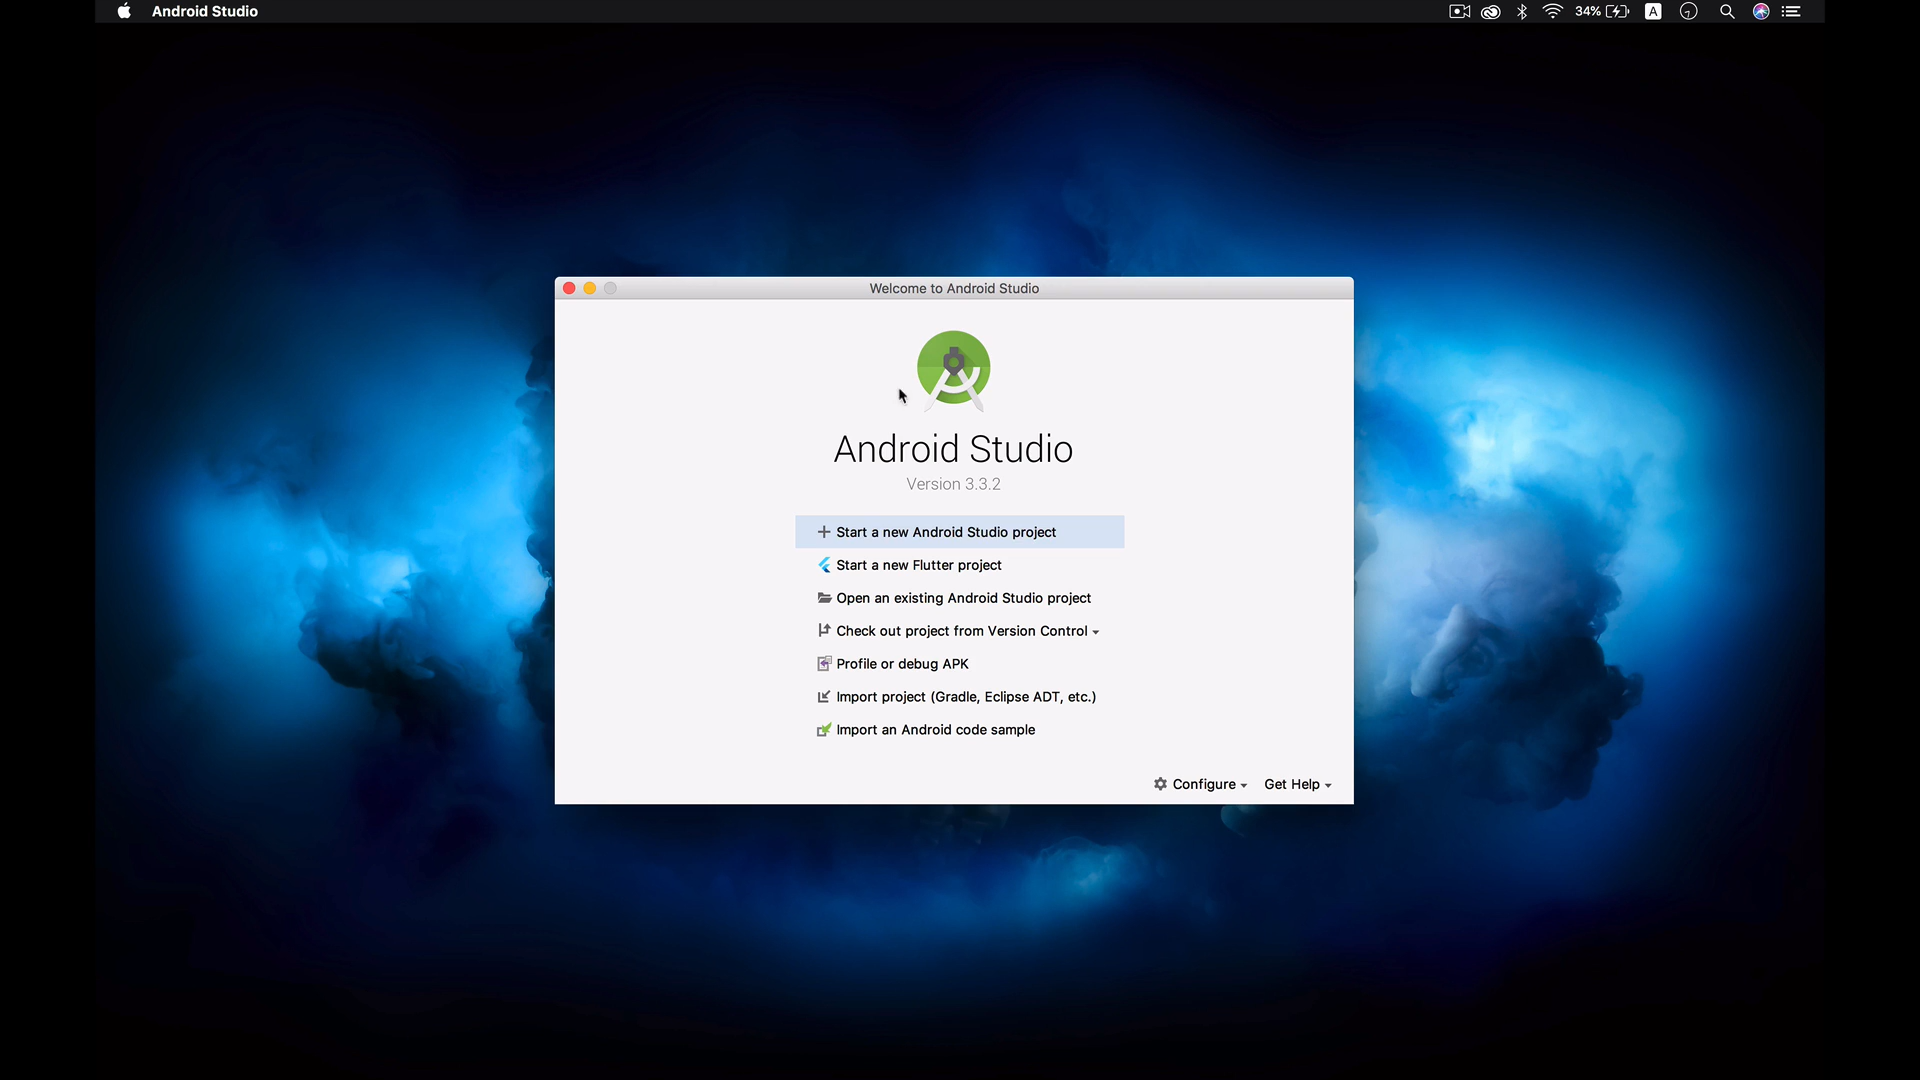 Android Studio
34%
A
Welcome to Android Studio
Android Studio
Version 3.3.2
Start a new Android Studio project
Start a new Flutter project
Open an existing Android Studio project
Check out project from Version Control
Profile or debug APK
Import project (Gradle, Eclipse ADT, etc.)
Import an Android code sample
Configure
Get Help